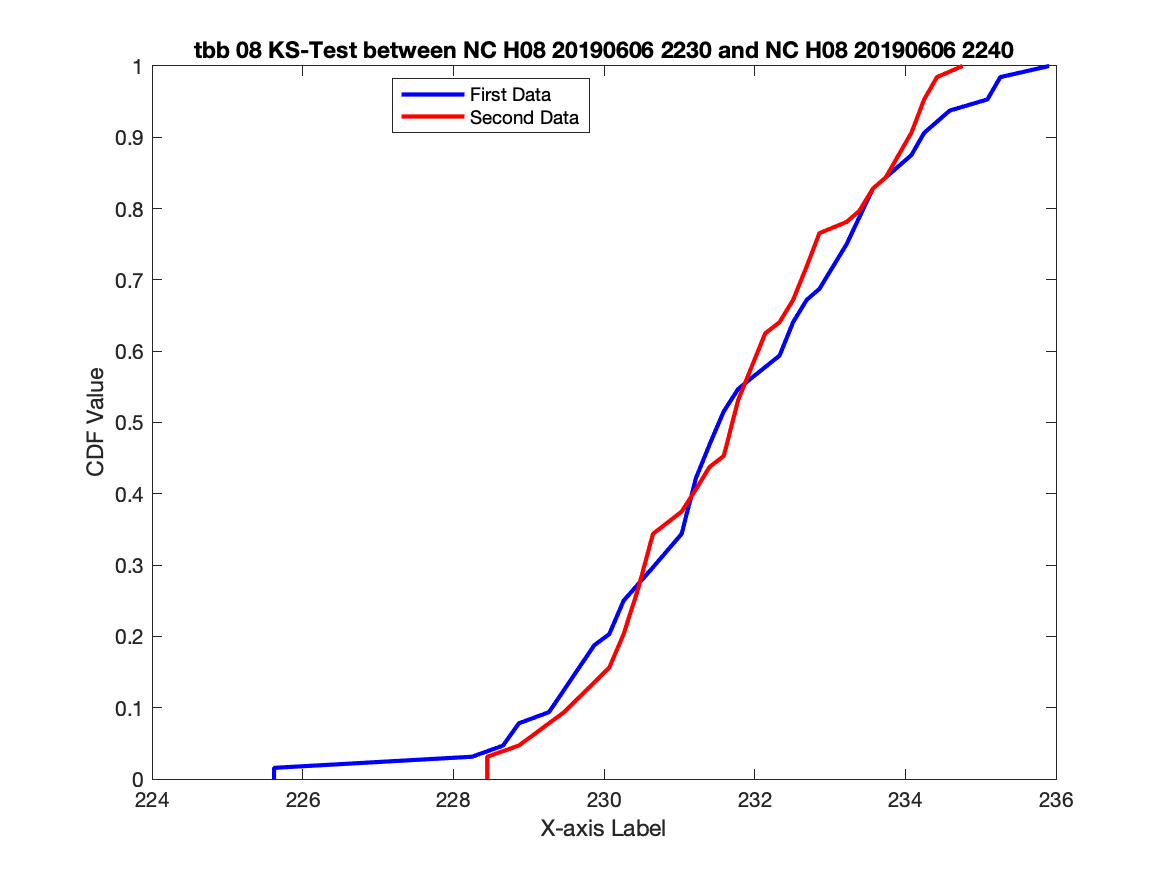 tbb 08 KS-Test between NC H08 20190606 2230 and NC H08 20190606 2240
First Data
Second Data
1
0.9
0.8
0.7
0.6
0.5
0.4
0.3
0.2
0.1
0
CDF Value
224 226 228 230 232 234 236
X-axis Label